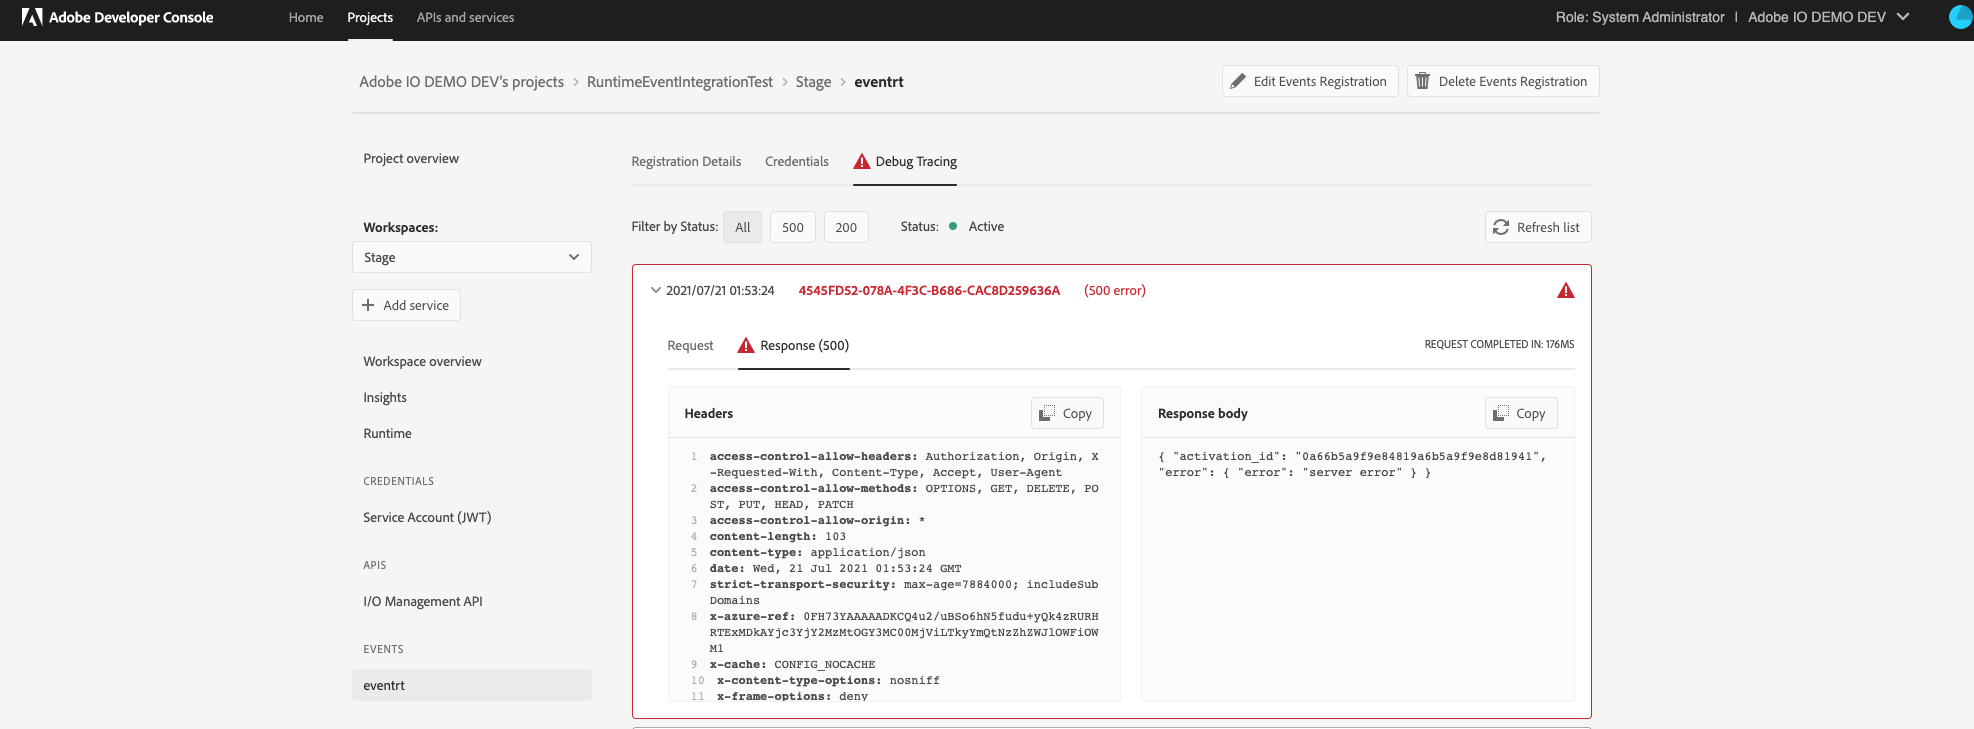 Adobe Developer Console Home Projects APIs and services Role: System Administrator | Adobe IO DEMO DEV
Adobe IO DEMO DEV's projects > RuntimeEventIntegrationTest > Stage > eventrt Edit Events Registration Delete Events Registration
Project overview
Workspaces:
Stage
+ Add service
Workspace overview
Insights
Runtime
CREDENTIALS
Service Account (JWT)
APIS
I/O Management API
EVENTS
eventrt
Registration Details Credentials Debug Tracing
Filter by Status: All 500 200 Status: Active Refresh list
2021/07/21 01:53:24 4545FD52-078A-4F3C-B686-CAC8D259636A (500 error)
Request Response (500) REQUEST COMPLETED IN: 176MS
Headers Copy
1 access-control-allow-headers: Authorization, Origin, X
-Requested-With, Content-Type, Accept, User-Agent
2 access-control-allow-methods: OPTIONS, GET, DELETE, PO
ST, PUT, HEAD, PATCH
3 access-control-allow-origin: *
4 content-length: 103
5 content-type: application/json
6 date: Wed, 21 Jul 2021 01:53:24 GMT
7 strict-transport-security: max-age=7884000; includeSub
Domains
8 x-azure-ref: 0FH73YAAAAADKCQ4u2/uBSo6hN5fudu+yQk4zRURH
RTExMDkAYjc3YjY2MzMtOGY3MC00MjViLTkyYmQtNzZhZWJlOWFiOW
M1
9 x-cache: CONFIG_NOCACHE
10 x-content-type-options: nosniff
11 x-frame-options: deny
Response body Copy
{ "activation_id": "0a66b5a9f9e84819a6b5a9f9e8d81941",
"error": { "error": "server error" } }